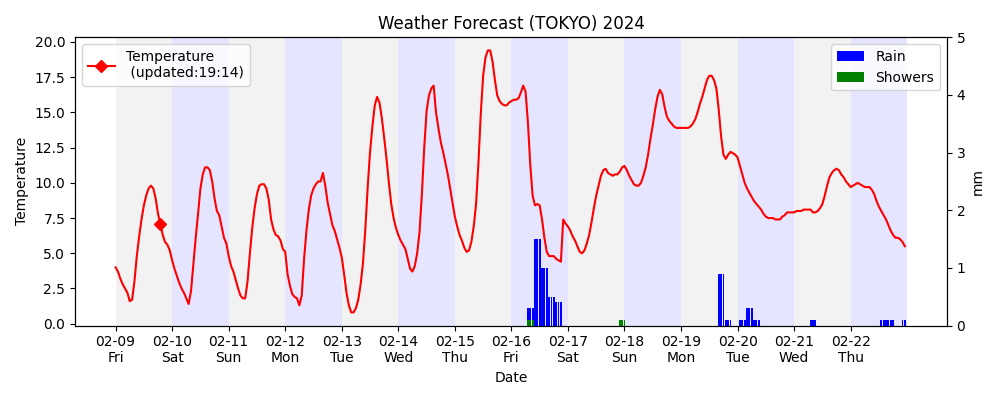 Weather Forecast (TOKYO) 2024
Temperature
(updated:19:14)
Rain
Showers
Temperature
20.0
17.5
15.0
12.5
10.0
7.5
5.0
2.5
0.0
5
4
3
2
1
0
mm
02-09 02-10 02-11 02-12 02-13 02-14 02-15 02-16 02-17 02-18 02-19 02-20 02-21 02-22
Fri Sat Sun Mon Tue Wed Thu Fri Sat Sun Mon Tue Wed Thu
Date